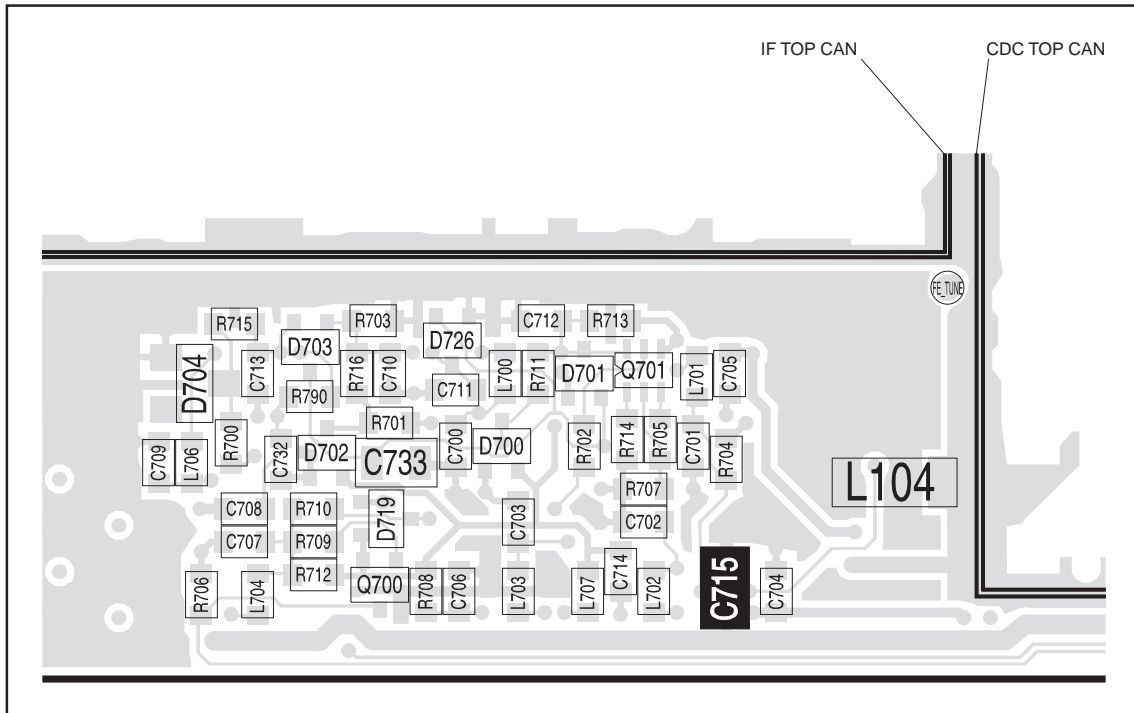 IF TOP CAN
CDC TOP CAN
FE_TUNE
R715
R703
C712
R713
D703
D726
D704
C713
R716
C710
L700
R711
D701
Q701
L701
C705
R790
C711
R701
R700
C732
D702
C733
C700
D700
R702
R714
R705
C701
R704
C709
L706
L104
R707
C708
R710
D719
C703
C702
C707
R709
R712
C714
C715
R706
L704
Q700
R708
C706
L703
L707
L702
C704